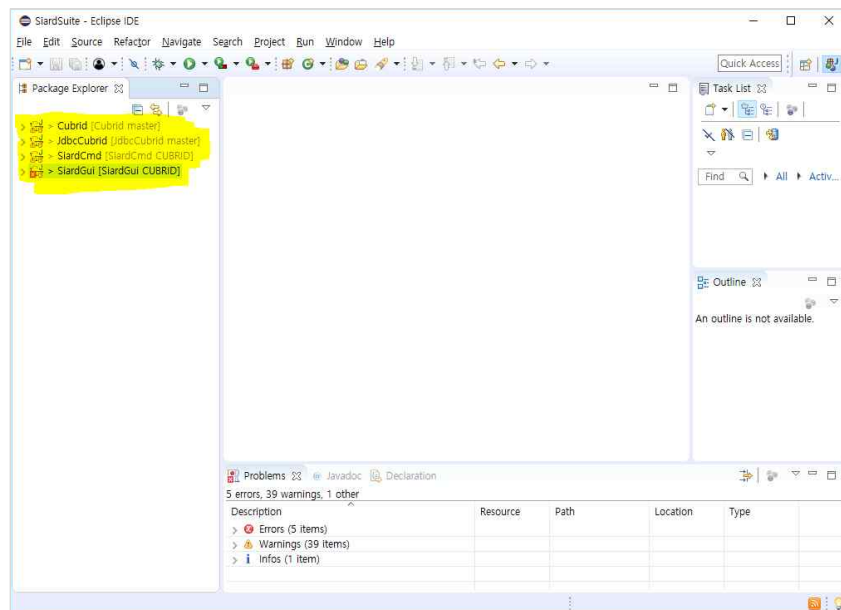 SiardSuite - Eclipse IDE
File Edit Source Refactor Navigate Search Project Run Window Help
Quick Access
Package Explorer
> Cubrid [Cubrid master]
> JdbcCubrid [JdbcCubrid master]
> SiardCmd [SiardCmd CUBRID]
> SiardGui [SiardGui CUBRID]
Task List
Find All Activ...
Outline
An outline is not available.
Problems Javadoc Declaration
5 errors, 39 warnings, 1 other
Description Resource Path Location Type
Errors (5 items)
Warnings (39 items)
Infos (1 item)